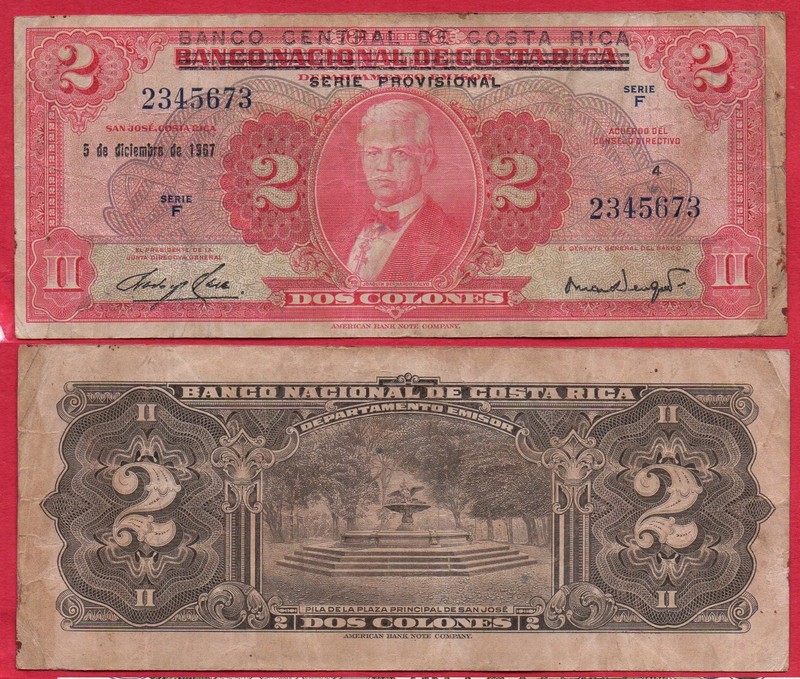 BANCO CENTRAL DE COSTA RICA
BANCO NACIONAL DE COSTA RICA
DEPARTAMENTO EMISOR
SERIE PROVISIONAL
2
2
2345673
SERIE
F
SAN JOSÉ, COSTA RICA
ACUERDO DEL
CONSEJO DIRECTIVO
5 de diciembre de 1967
4
2
2
SERIE
F
2345673
EL PRESIDENTE DE LA
JUNTA DIRECTIVA GENERAL
EL GERENTE GENERAL DEL BANCO
II
II
DOS COLONES
AMERICAN BANK NOTE COMPANY.
BANCO NACIONAL DE COSTA RICA
DEPARTAMENTO EMISOR
II
II
2
2
II
II
PILA DE LA PLAZA PRINCIPAL DE SAN JOSÉ
2 DOS COLONES 2
AMERICAN BANK NOTE COMPANY.